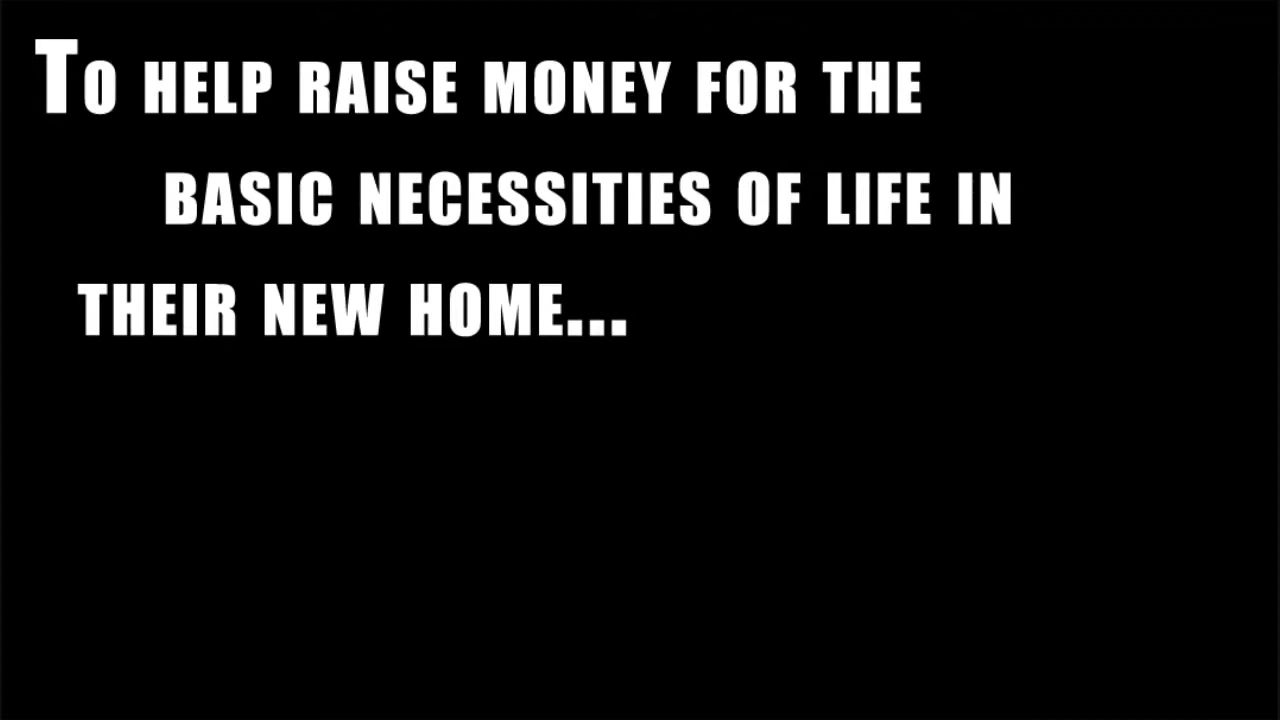 To help raise money for the
basic necessities of life in
their new home...